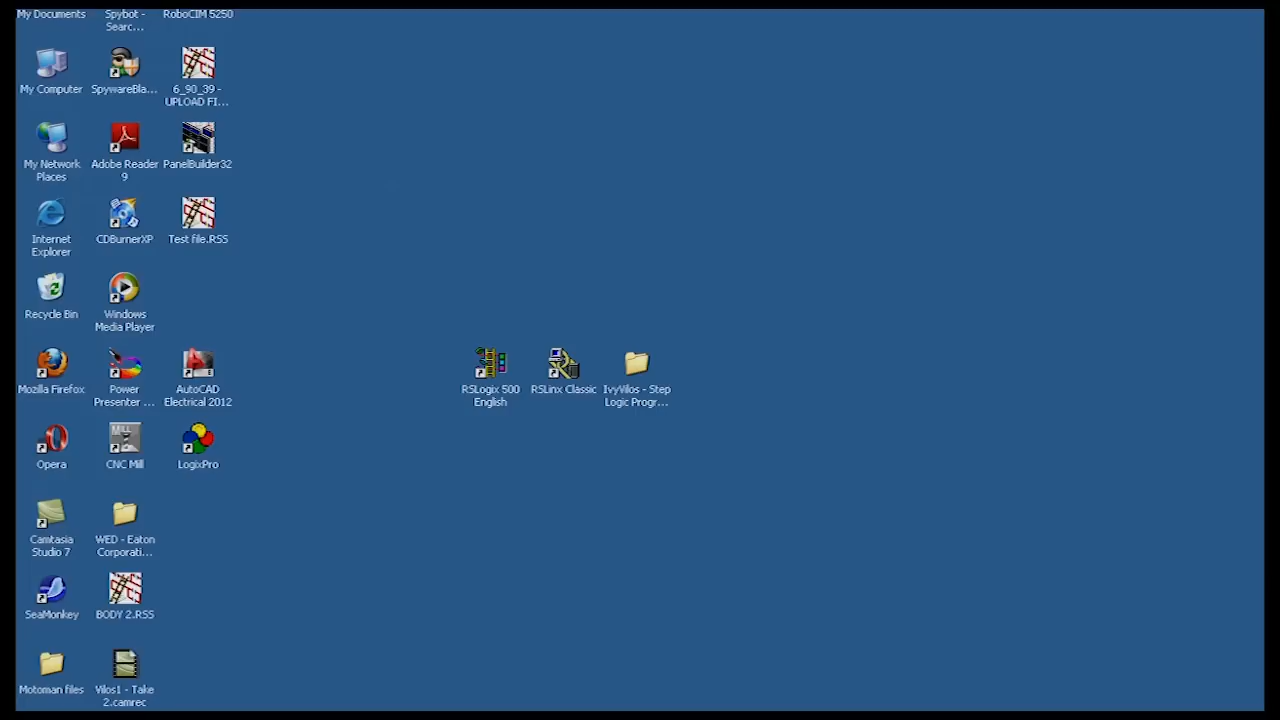 My Documents
Spybot -
Searc...
RoboCIM 5250
My Computer
SpywareBla...
6_90_39 -
UPLOAD FI...
My Network
Places
Adobe Reader
9
PanelBuilder32
Internet
Explorer
CDBurnerXP
Test file.RSS
Recycle Bin
Windows
Media Player
Mozilla Firefox
Power
Presenter ...
AutoCAD
Electrical 2012
RSLogix 500
English
RSLinx Classic
IvyVilos - Step
Logic Progr...
Opera
MILL
CNC Mill
LogixPro
Camtasia
Studio 7
WED - Eaton
Corporati...
SeaMonkey
BODY 2.RSS
Motoman files
Vilos1 - Take
2.camrec